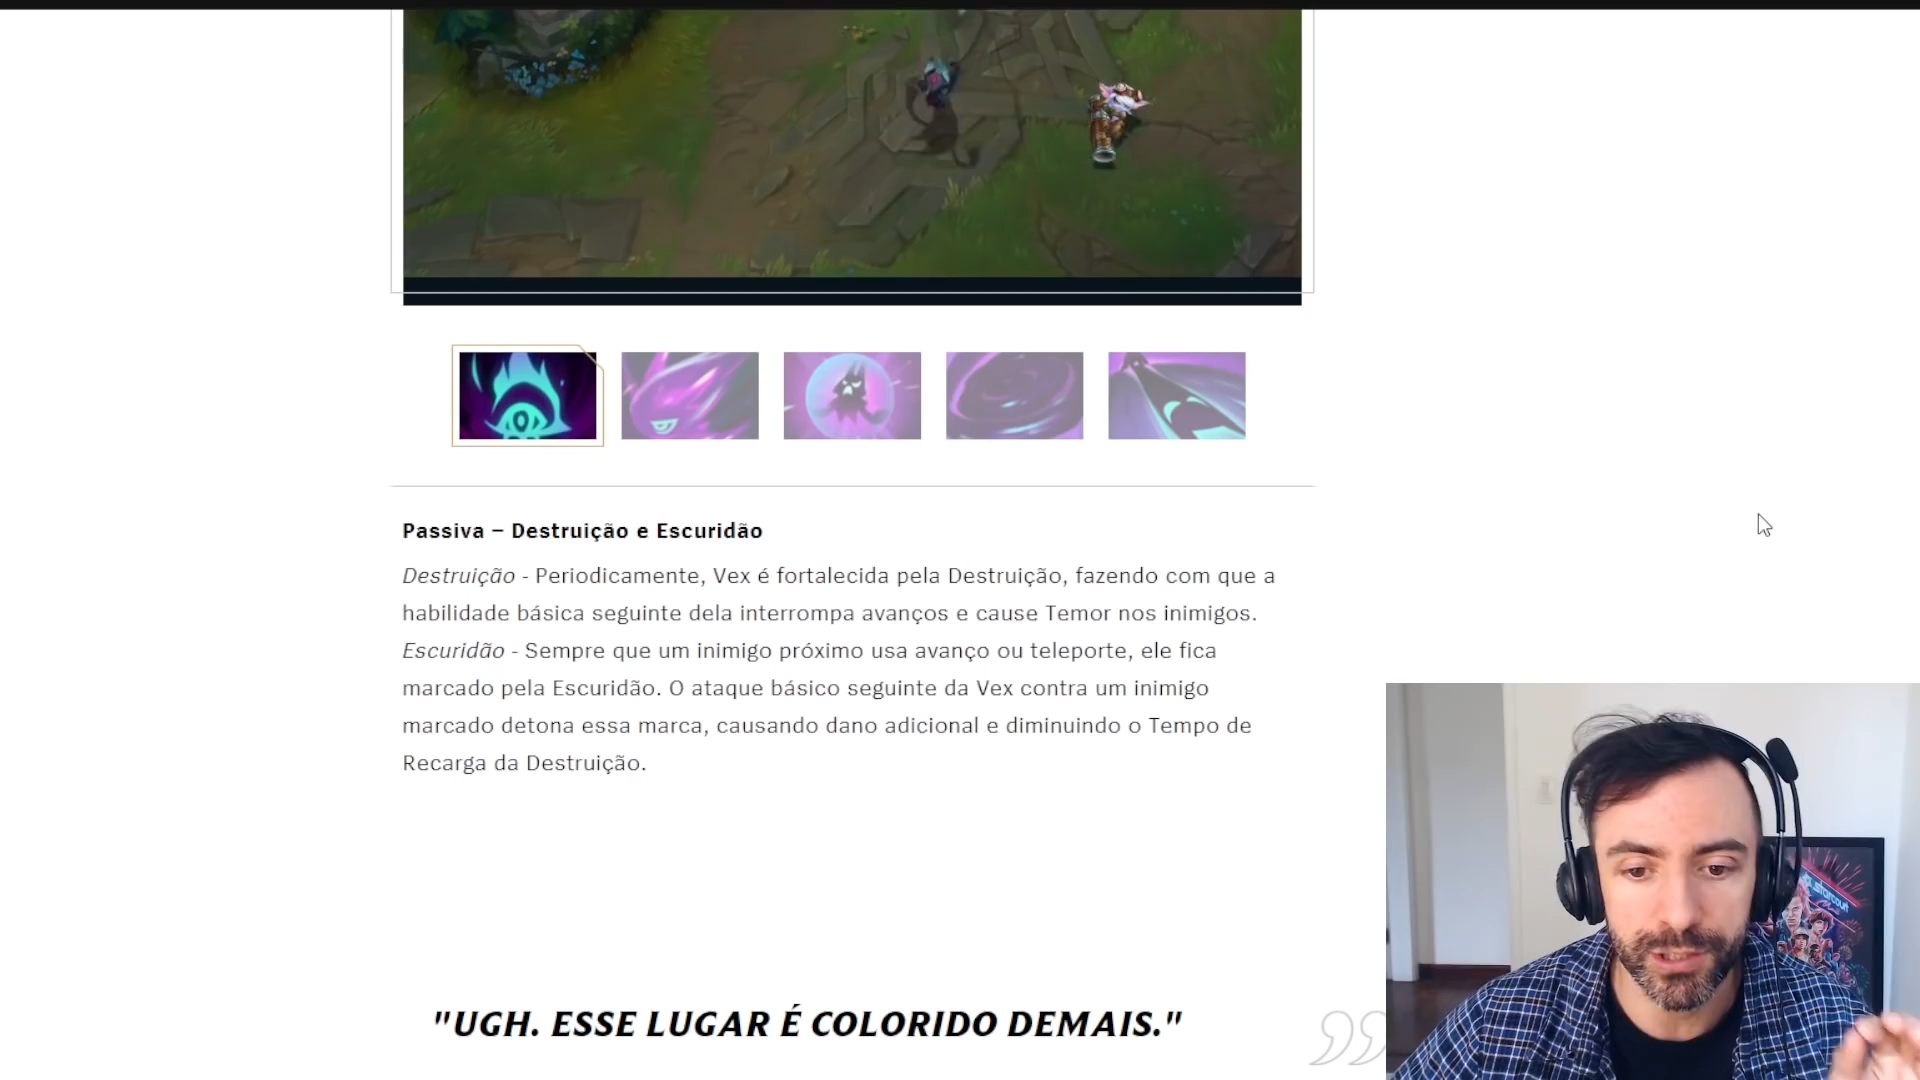 Passiva – Destruição e Escuridão
Destruição - Periodicamente, Vex é fortalecida pela Destruição, fazendo com que a
habilidade básica seguinte dela interrompa avanços e cause Temor nos inimigos.
Escuridão - Sempre que um inimigo próximo usa avanço ou teleporte, ele fica
marcado pela Escuridão. O ataque básico seguinte da Vex contra um inimigo
marcado detona essa marca, causando dano adicional e diminuindo o Tempo de
Recarga da Destruição.
"UGH. ESSE LUGAR É COLORIDO DEMAIS."
starcourt